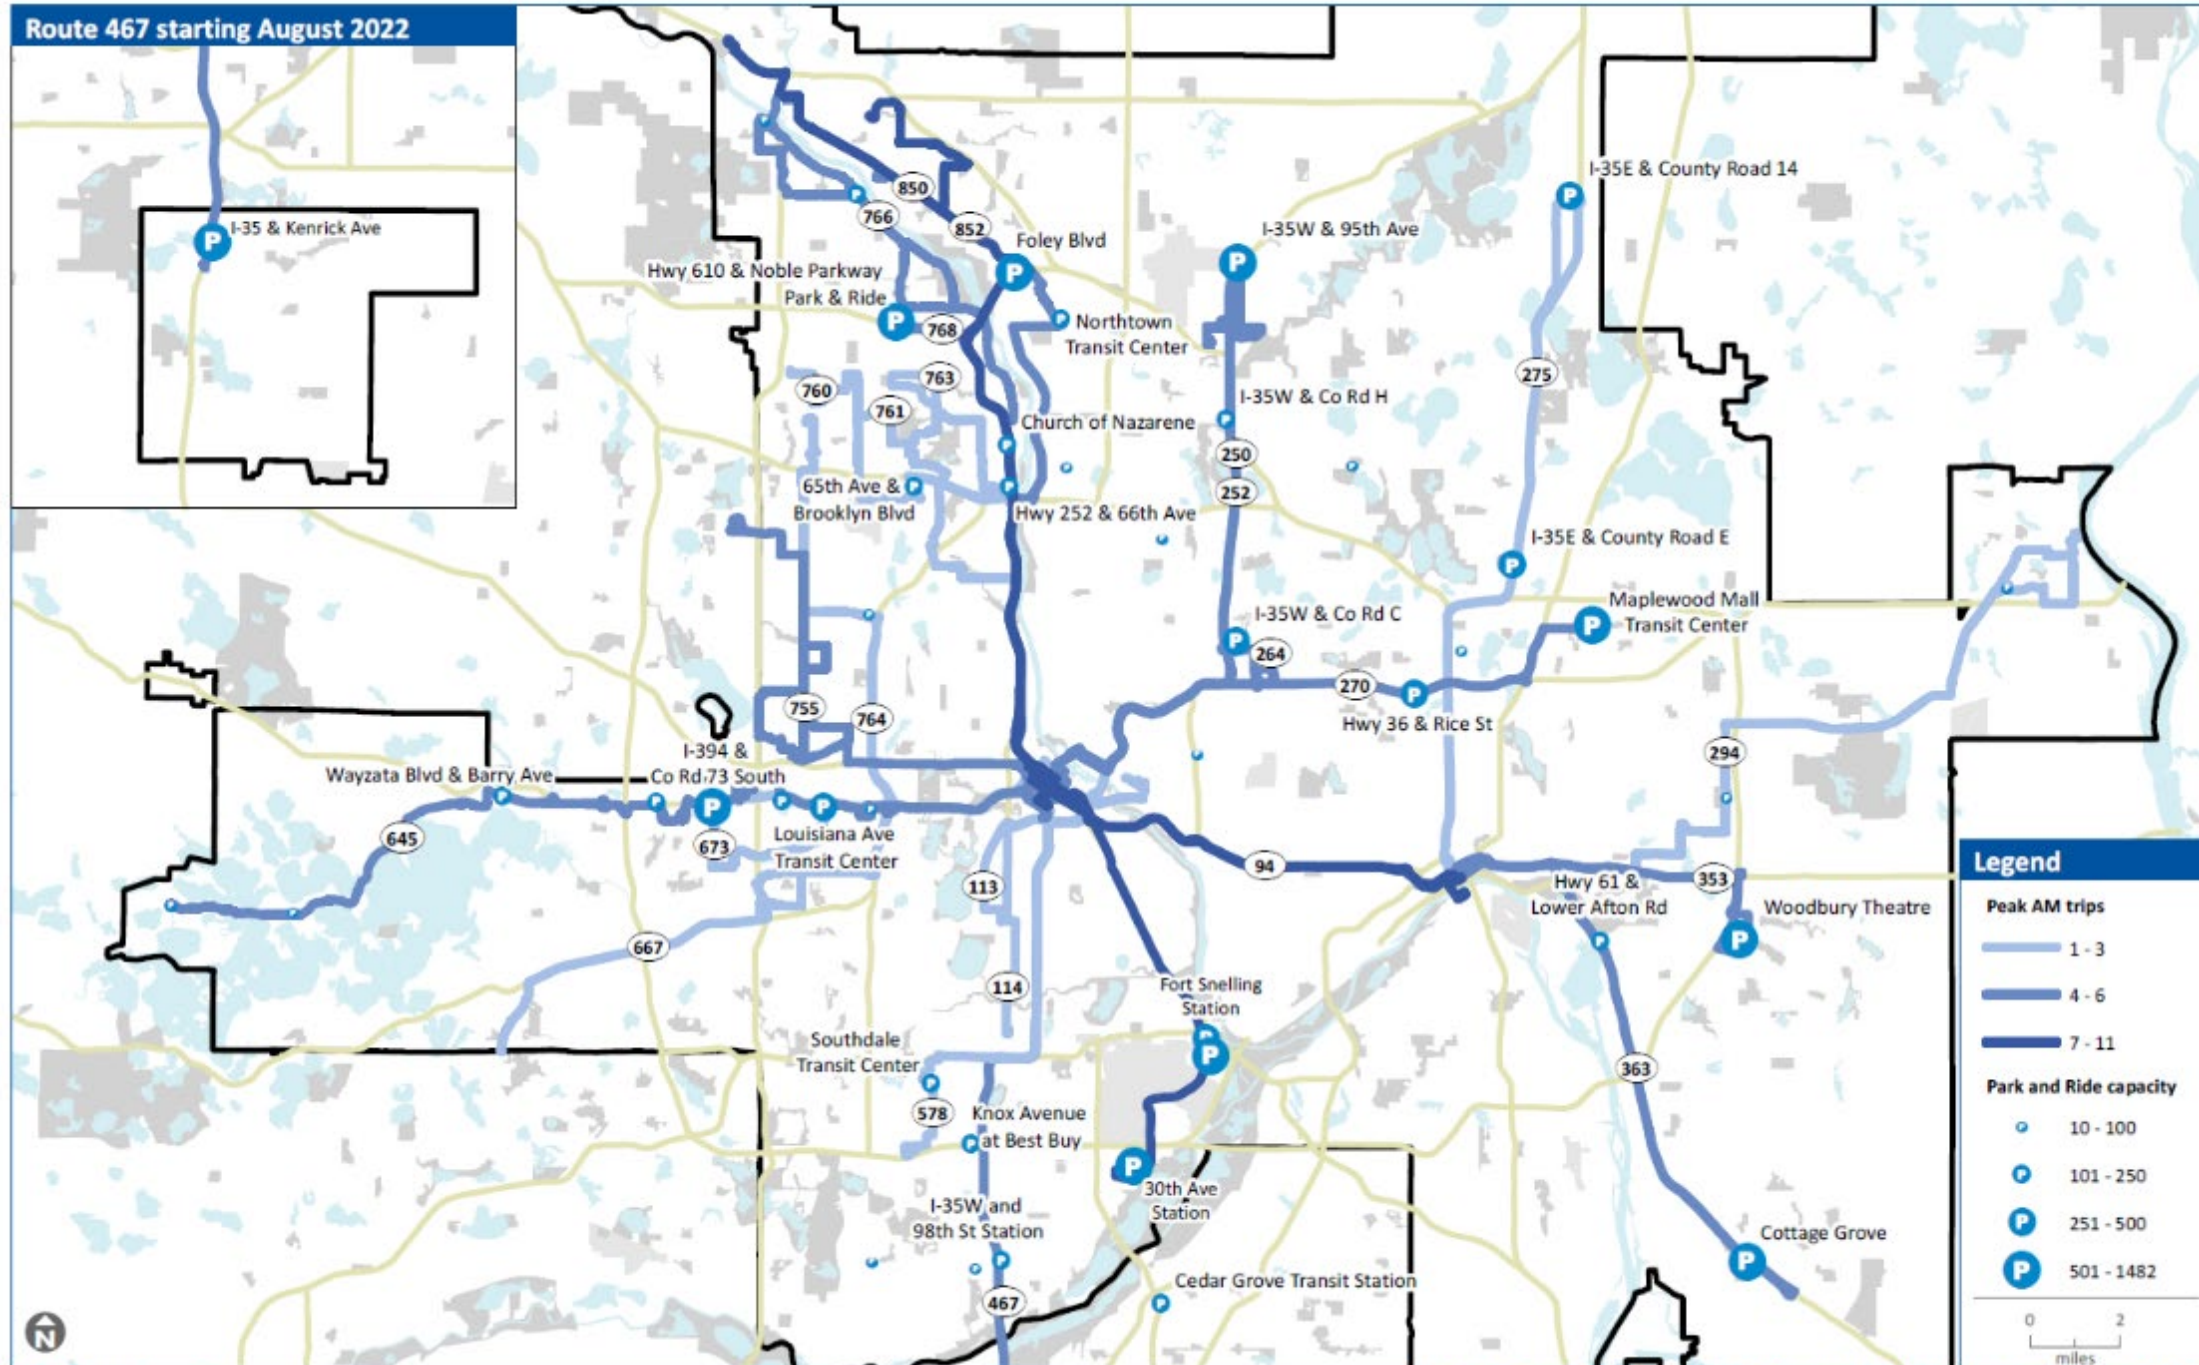 Route 467 starting August 2022
I-35 & Kenrick Ave
I-35E & County Road 14
850
766
852
Foley Blvd
I-35W & 95th Ave
Hwy 610 & Noble Parkway
Park & Ride
768
Northtown
Transit Center
760
763
761
275
I-35W & Co Rd H
Church of Nazarene
250
252
65th Ave &
Brooklyn Blvd
Hwy 252 & 66th Ave
I-35E & County Road E
I-35W & Co Rd C
264
Maplewood Mall
Transit Center
270
Hwy 36 & Rice St
755
764
294
I-394 &
Co Rd 73 South
Wayzata Blvd & Barry Ave
645
673
Louisiana Ave
Transit Center
94
113
353
Hwy 61 &
Lower Afton Rd
Woodbury Theatre
667
114
Fort Snelling
Station
Southdale
Transit Center
578
Knox Avenue
at Best Buy
363
30th Ave
Station
I-35W and
98th St Station
467
Cedar Grove Transit Station
Cottage Grove
Legend
Peak AM trips
1 - 3
4 - 6
7 - 11
Park and Ride capacity
P 10 - 100
P 101 - 250
P 251 - 500
P 501 - 1482
0 2
miles
N